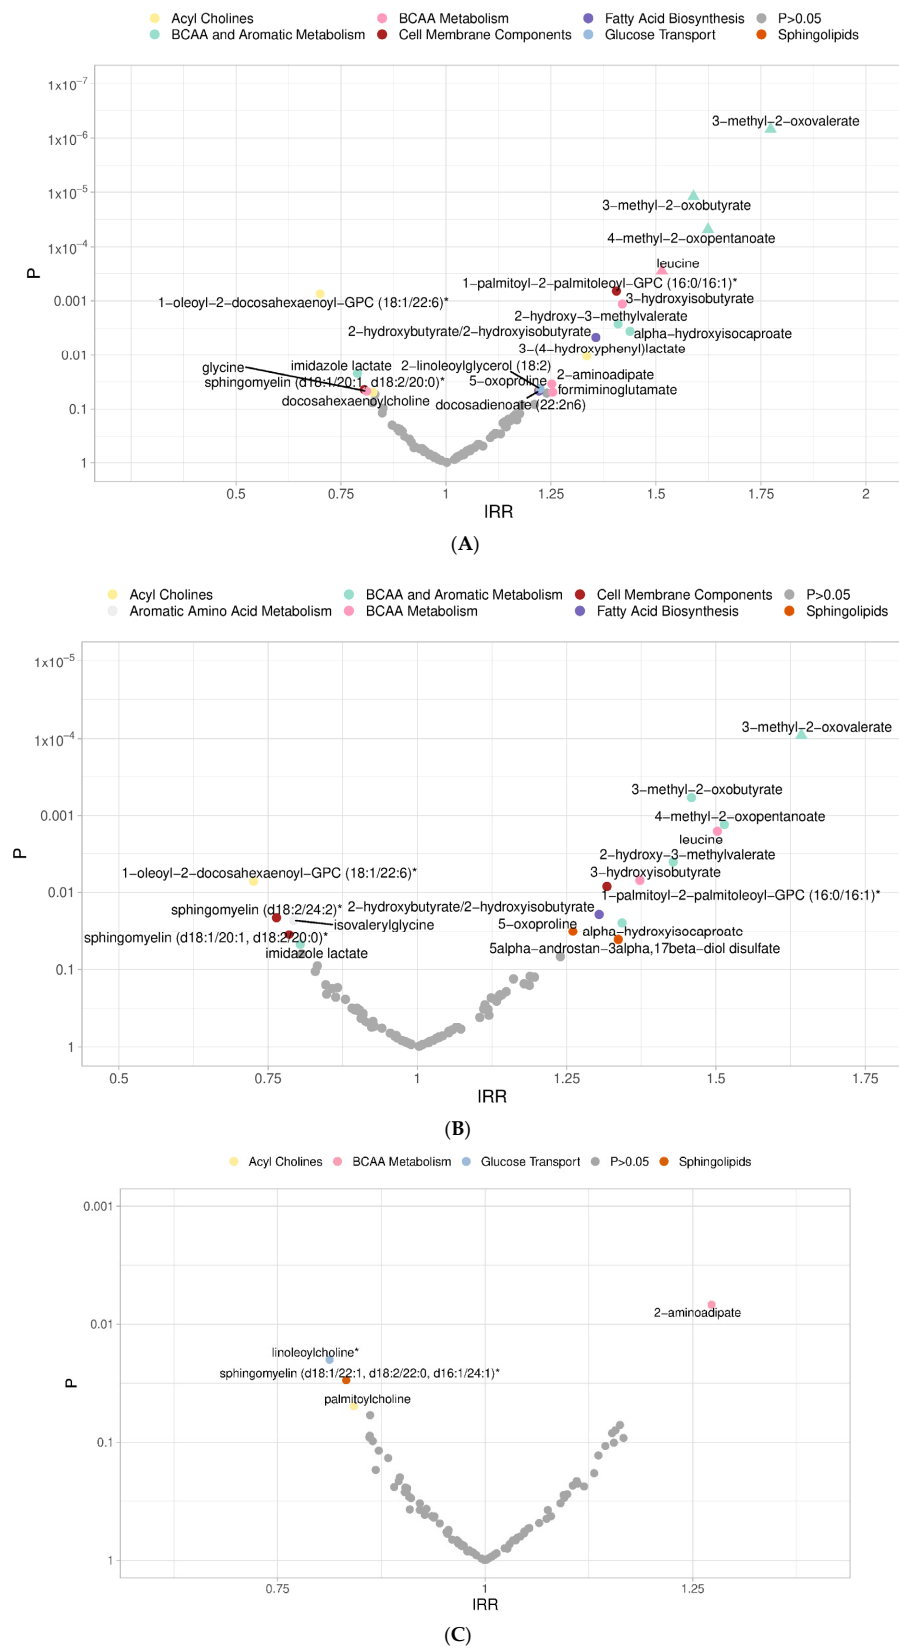 Acyl Cholines BCAA Metabolism Fatty Acid Biosynthesis P>0.05
BCAA and Aromatic Metabolism Cell Membrane Components Glucose Transport Sphingolipids
1x10−7
3−methyl−2−oxovalerate
1x10−6
1x10−5
3−methyl−2−oxobutyrate
4−methyl−2−oxopentanoate
1x10−4
leucine
P
1−palmitoyl−2−palmitoleoyl−GPC (16:0/16:1)*
3−hydroxyisobutyrate
0.001
1−oleoyl−2−docosahexaenoyl−GPC (18:1/22:6)*
2−hydroxy−3−methylvalerate
2−hydroxybutyrate/2−hydroxyisobutyrate
alpha−hydroxyisocaproate
3−(4−hydroxyphenyl)lactate
0.01
glycine
imidazole lactate
2−linoleoylglycerol (18:2)
2−aminoadipate
sphingomyelin (d18:1/20:1, d18:2/20:0)*
5−oxoproline
formiminoglutamate
docosahexaenoylcholine
docosadienoate (22:2n6)
0.1
1
0.5 0.75 1 1.25 1.5 1.75 2
IRR
(A)
Acyl Cholines BCAA and Aromatic Metabolism Cell Membrane Components P>0.05
Aromatic Amino Acid Metabolism BCAA Metabolism Fatty Acid Biosynthesis Sphingolipids
1x10−5
3−methyl−2−oxovalerate
1x10−4
3−methyl−2−oxobutyrate
0.001
4−methyl−2−oxopentanoate
leucine
P
2−hydroxy−3−methylvalerate
1−oleoyl−2−docosahexaenoyl−GPC (18:1/22:6)*
3−hydroxyisobutyrate
0.01
1−palmitoyl−2−palmitoleoyl−GPC (16:0/16:1)*
sphingomyelin (d18:2/24:2)*
2−hydroxybutyrate/2−hydroxyisobutyrate
isovalerylglycine
5−oxoproline
alpha−hydroxyisocaproate
sphingomyelin (d18:1/20:1, d18:2/20:0)*
5alpha−androstan−3alpha,17beta−diol disulfate
imidazole lactate
0.1
1
0.5 0.75 1 1.25 1.5 1.75
IRR
(B)
Acyl Cholines BCAA Metabolism Glucose Transport P>0.05 Sphingolipids
0.001
2−aminoadipate
0.01
linoleoylcholine*
sphingomyelin (d18:1/22:1, d18:2/22:0, d16:1/24:1)*
P
palmitoylcholine
0.1
1
0.75 1 1.25
IRR
(C)